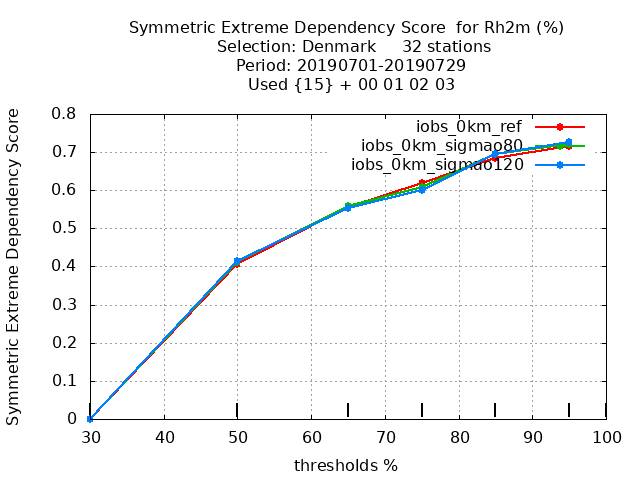 Symmetric Extreme Dependency Score  for Rh2m (%)
Selection: Denmark     32 stations
Period: 20190701-20190729
Used {15} + 00 01 02 03
Symmetric Extreme Dependency Score
0.8
0.7
0.6
0.5
0.4
0.3
0.2
0.1
0
iobs_0km_ref
iobs_0km_sigmao80
iobs_0km_sigmao120
30 40 50 60 70 80 90 100
thresholds %